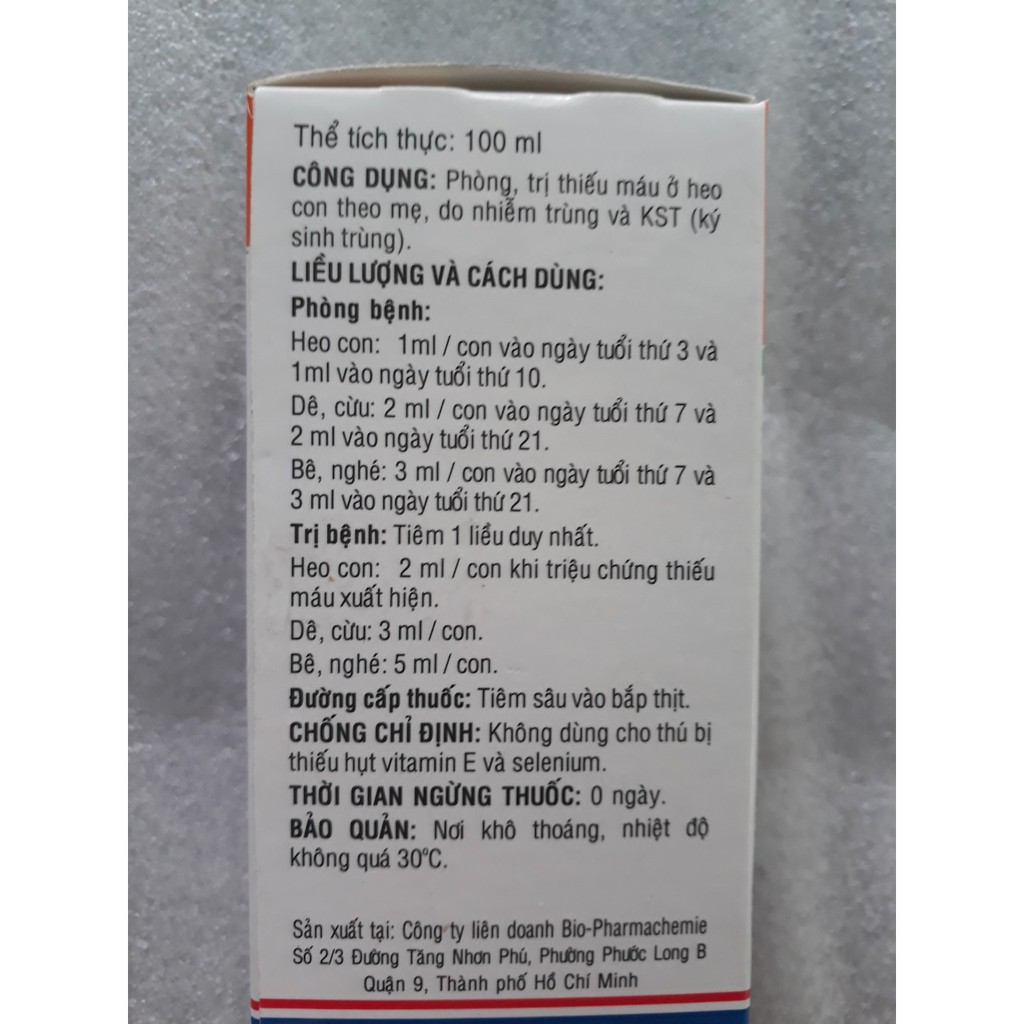 Thể tích thực: 100 ml
CÔNG DỤNG: Phòng, trị thiếu máu ở heo
con theo mẹ, do nhiễm trùng và KST (ký
sinh trùng).
LIỀU LƯỢNG VÀ CÁCH DÙNG:
Phòng bệnh:
Heo con: 1ml / con vào ngày tuổi thứ 3 và
1ml vào ngày tuổi thứ 10.
Dê, cừu: 2 ml / con vào ngày tuổi thứ 7 và
2 ml vào ngày tuổi thứ 21.
Bê, nghé: 3 ml / con vào ngày tuổi thứ 7 và
3 ml vào ngày tuổi thứ 21.
Trị bệnh: Tiêm 1 liều duy nhất.
Heo con: 2 ml / con khi triệu chứng thiếu
máu xuất hiện.
Dê, cừu: 3 ml / con.
Bê, nghé: 5 ml / con.
Đường cấp thuốc: Tiêm sâu vào bắp thịt.
CHỐNG CHỈ ĐỊNH: Không dùng cho thú bị
thiếu hụt vitamin E và selenium.
THỜI GIAN NGỪNG THUỐC: 0 ngày.
BẢO QUẢN: Nơi khô thoáng, nhiệt độ
không quá 30°C.
Sản xuất tại: Công ty liên doanh Bio-Pharmachemie
Số 2/3 Đường Tăng Nhơn Phú, Phường Phước Long B
Quận 9, Thành phố Hồ Chí Minh